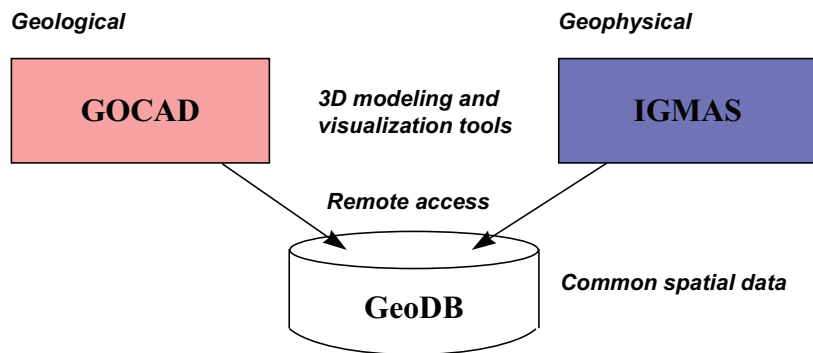 Geological
Geophysical
GOCAD
3D modeling and
visualization tools
IGMAS
Remote access
GeoDB
Common spatial data